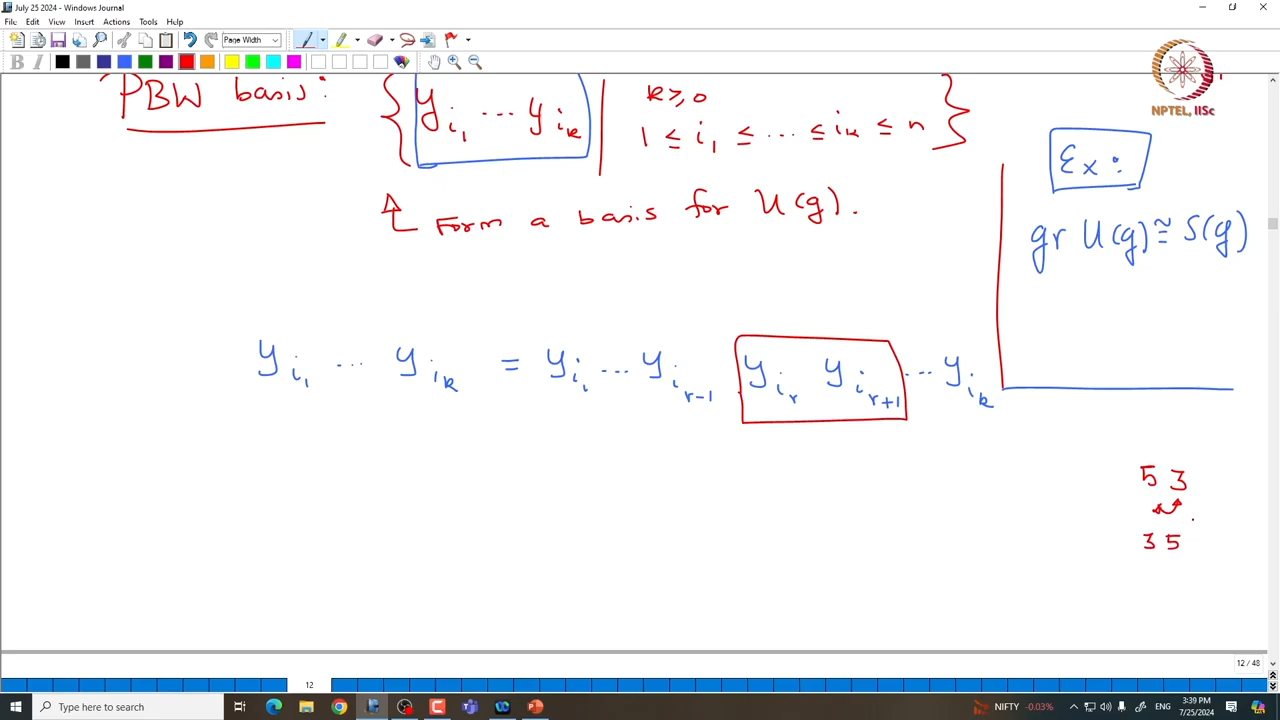 July 25 2024 - Windows Journal
File Edit View Insert Actions Tools Help
Page Width
B I
NPTEL, IISc
PBW basis: { y_{i_1} ... y_{i_k} | k ≥ 0
1 ≤ i_1 ≤ ... ≤ i_k ≤ n }
Form a basis for U(g).
Ex:
gr U(g) ≅ S(g)
y_{i_1} ... y_{i_k} = y_{i_1} ... y_{i_{r-1}} y_{i_r} y_{i_{r+1}} ... y_{i_k}
5 3
3 5
12 / 48
12
Type here to search
NIFTY -0.03%
3:39 PM
7/25/2024